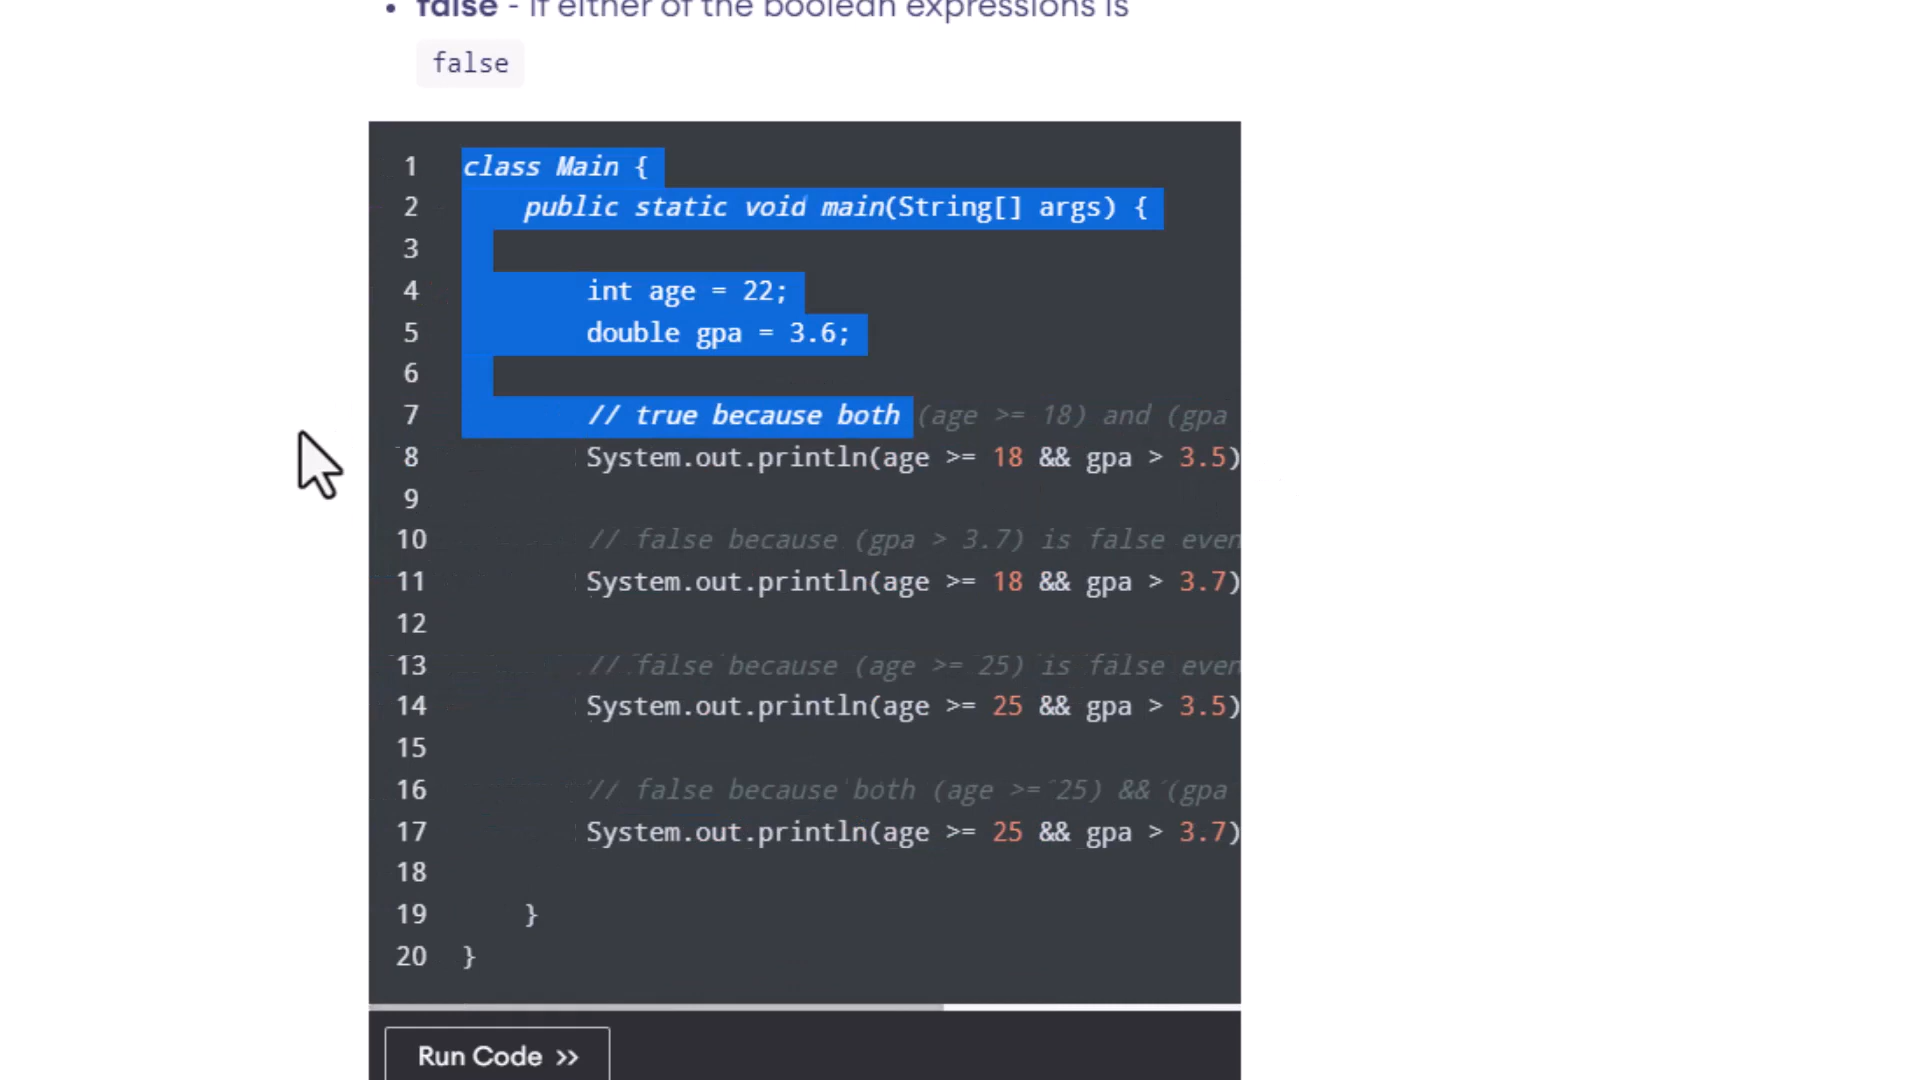 • false - if either of the boolean expressions is
false
1 class Main {
2 public static void main(String[] args) {
3
4 int age = 22;
5 double gpa = 3.6;
6
7 // true because both (age >= 18) and (gpa
8 System.out.println(age >= 18 && gpa > 3.5)
9
10 // false because (gpa > 3.7) is false even
11 System.out.println(age >= 18 && gpa > 3.7)
12
13 // false because (age >= 25) is false even
14 System.out.println(age >= 25 && gpa > 3.5)
15
16 // false because both (age >= 25) && (gpa
17 System.out.println(age >= 25 && gpa > 3.7)
18
19 }
20 }
Run Code >>